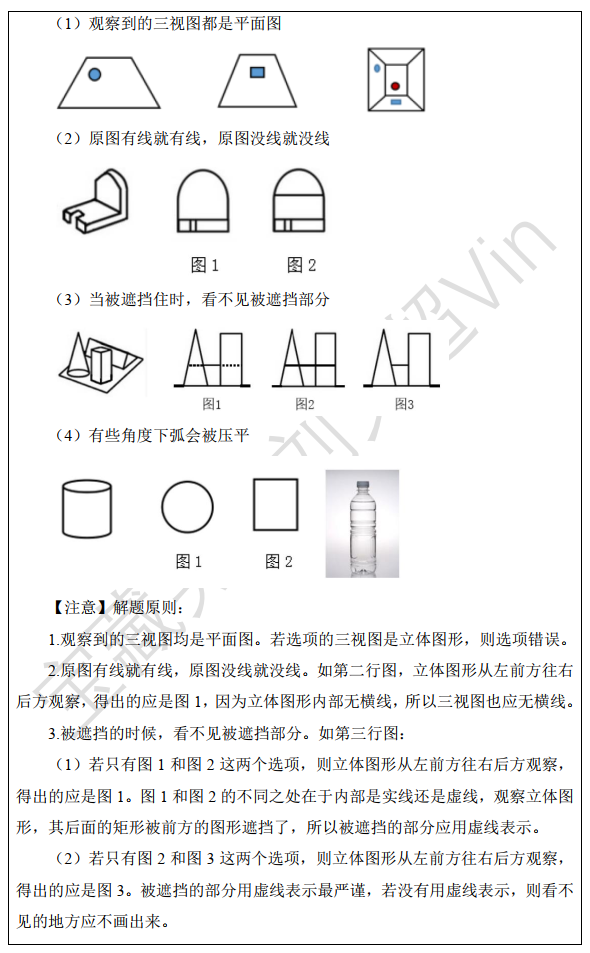 （1）观察到的三视图都是平面图
（2）原图有线就有线，原图没线就没线
图 1 图 2
（3）当被遮挡住时，看不见被遮挡部分
图1 图2 图3
（4）有些角度下弧会被压平
图 1 图 2
【注意】解题原则：
1.观察到的三视图均是平面图。若选项的三视图是立体图形，则选项错误。
2.原图有线就有线，原图没线就没线。如第二行图，立体图形从左前方往右
后方观察，得出的应是图 1，因为立体图形内部无横线，所以三视图也应无横线。
3.被遮挡的时候，看不见被遮挡部分。如第三行图：
（1）若只有图 1 和图 2 这两个选项，则立体图形从左前方往右后方观察，
得出的应是图 1。图 1 和图 2 的不同之处在于内部是实线还是虚线，观察立体图
形，其后面的矩形被前方的图形遮挡了，所以被遮挡的部分应用虚线表示。
（2）若只有图 2 和图 3 这两个选项，则立体图形从左前方往右后方观察，
得出的应是图 3。被遮挡的部分用虚线表示最严谨，若没有用虚线表示，则看不
见的地方应不画出来。